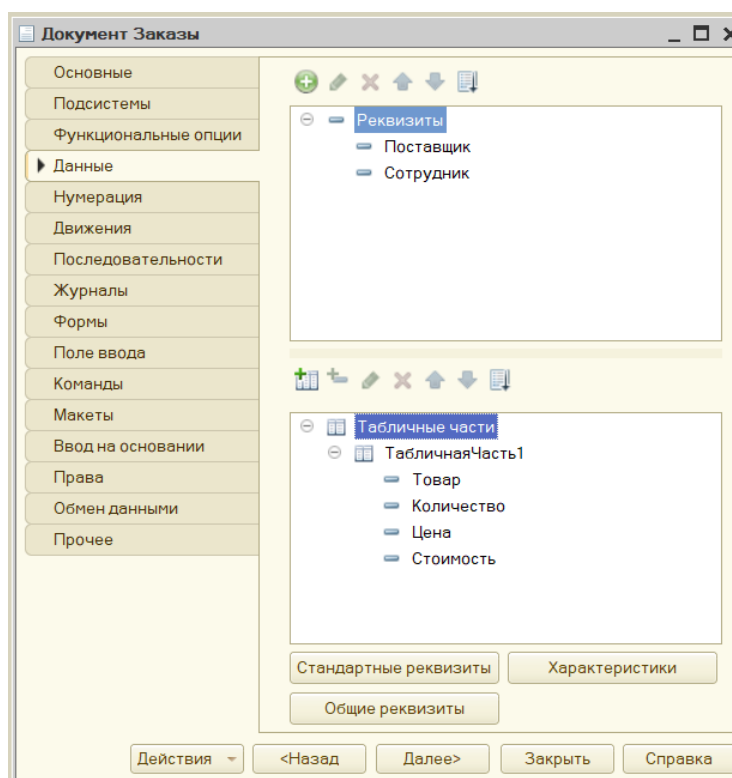 Документ Заказы
Основные
Подсистемы
Функциональные опции
Данные
Нумерация
Движения
Последовательности
Журналы
Формы
Поле ввода
Команды
Макеты
Ввод на основании
Права
Обмен данными
Прочее
Реквизиты
Поставщик
Сотрудник
Табличные части
ТабличнаяЧасть1
Товар
Количество
Цена
Стоимость
Стандартные реквизиты
Характеристики
Общие реквизиты
Действия
<Назад
Далее>
Закрыть
Справка